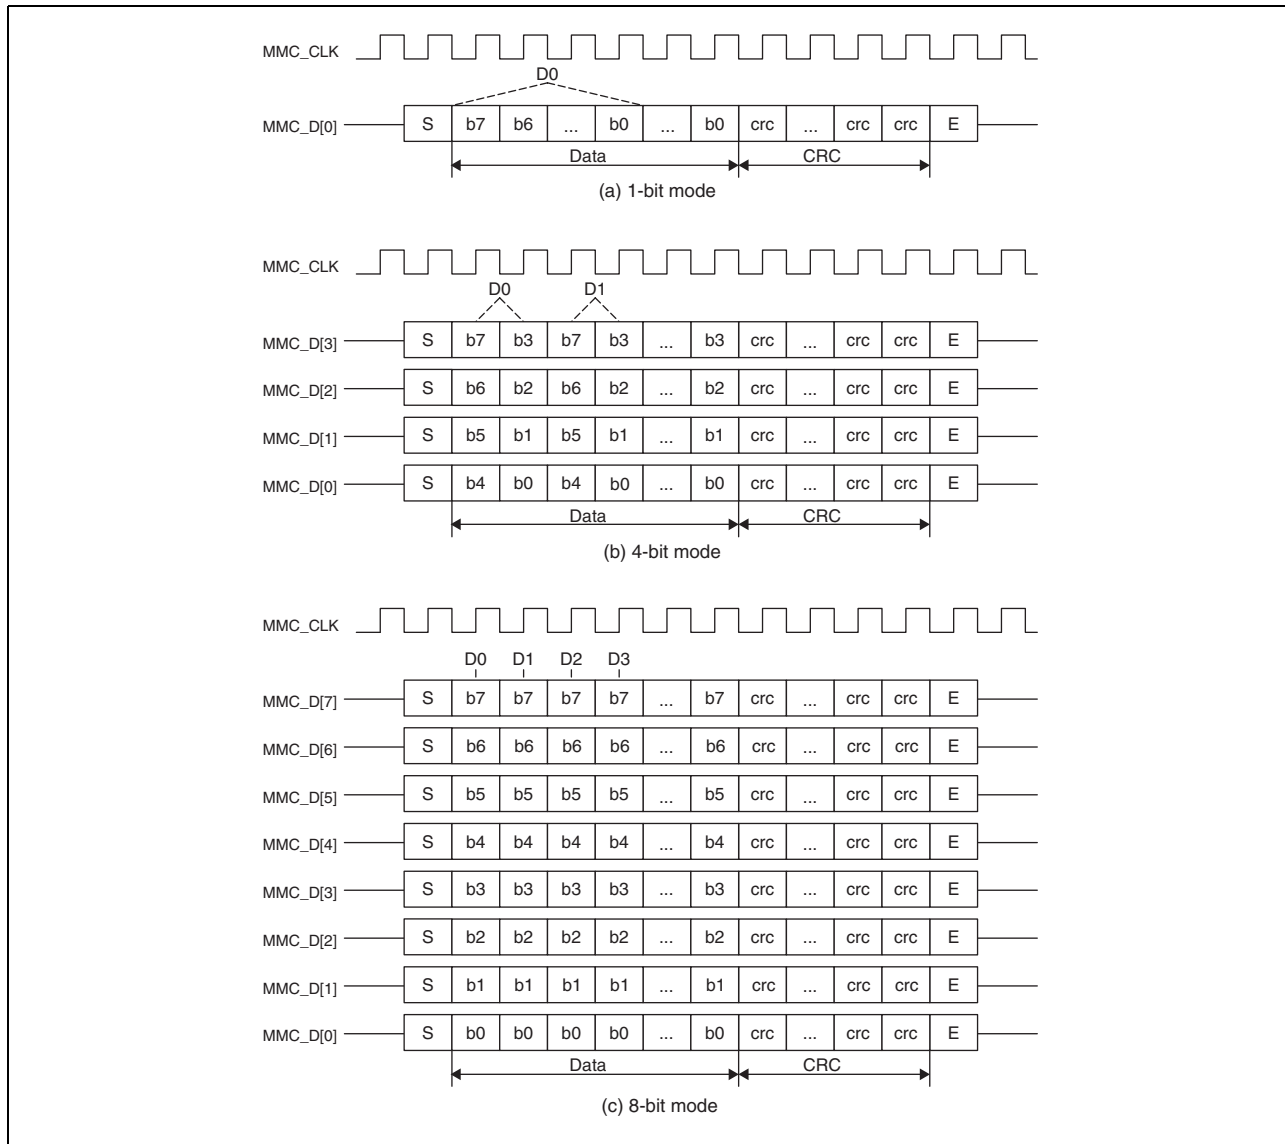 MMC_CLK
D0
MMC_D[0] S b7 b6 ... b0 ... b0 crc ... crc crc E
Data CRC
(a) 1-bit mode
MMC_CLK
D0 D1
MMC_D[3] S b7 b3 b7 b3 ... b3 crc ... crc crc E
MMC_D[2] S b6 b2 b6 b2 ... b2 crc ... crc crc E
MMC_D[1] S b5 b1 b5 b1 ... b1 crc ... crc crc E
MMC_D[0] S b4 b0 b4 b0 ... b0 crc ... crc crc E
Data CRC
(b) 4-bit mode
MMC_CLK
D0 D1 D2 D3
MMC_D[7] S b7 b7 b7 b7 ... b7 crc ... crc crc E
MMC_D[6] S b6 b6 b6 b6 ... b6 crc ... crc crc E
MMC_D[5] S b5 b5 b5 b5 ... b5 crc ... crc crc E
MMC_D[4] S b4 b4 b4 b4 ... b4 crc ... crc crc E
MMC_D[3] S b3 b3 b3 b3 ... b3 crc ... crc crc E
MMC_D[2] S b2 b2 b2 b2 ... b2 crc ... crc crc E
MMC_D[1] S b1 b1 b1 b1 ... b1 crc ... crc crc E
MMC_D[0] S b0 b0 b0 b0 ... b0 crc ... crc crc E
Data CRC
(c) 8-bit mode